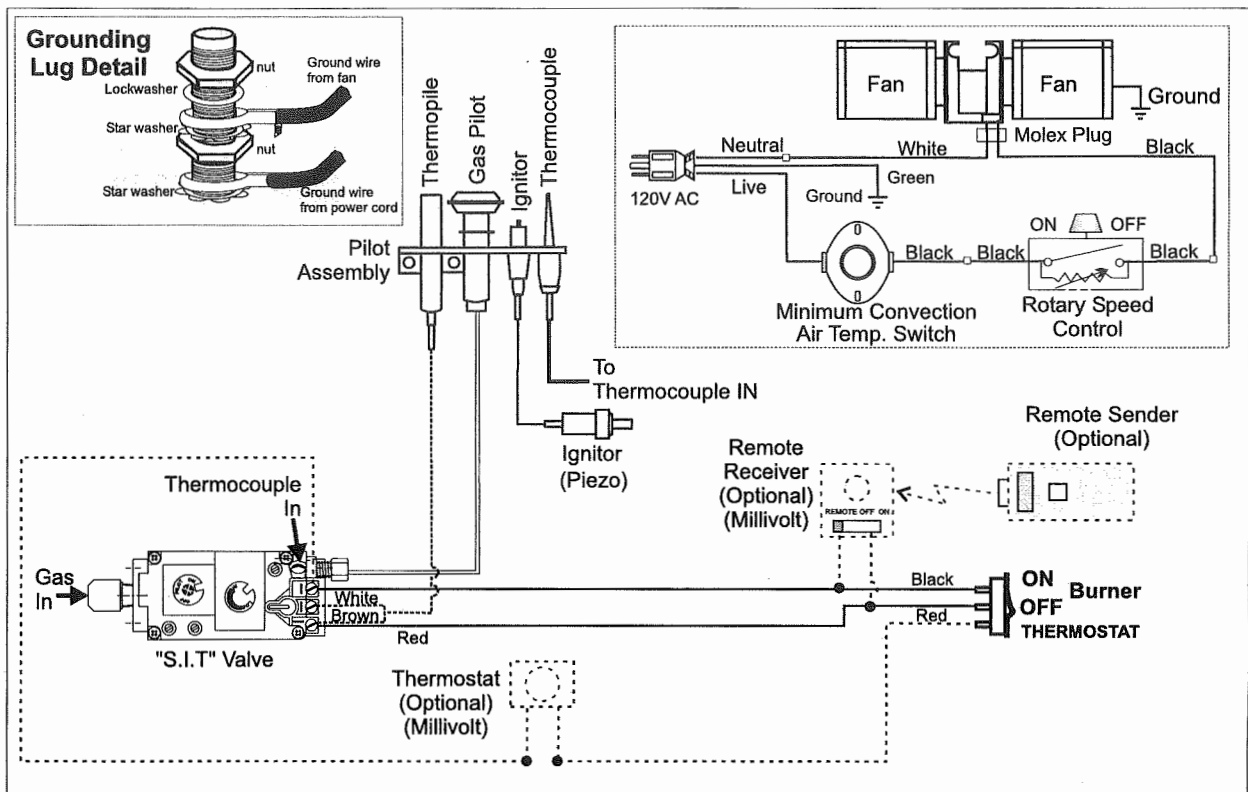 Grounding
Lug Detail
nut
Ground wire
from fan
Lockwasher
Star washer
nut
Star washer
Ground wire
from power cord
Thermopile
Gas Pilot
Ignitor
Thermocouple
Pilot
Assembly
To
Thermocouple IN
Ignitor
(Piezo)
Fan
Fan
Ground
Molex Plug
Neutral
White
Black
120V AC
Live
Green
Ground
ON
OFF
Black
Black
Black
Minimum Convection
Air Temp. Switch
Rotary Speed
Control
Remote Sender
(Optional)
Remote
Receiver
(Optional)
(Millivolt)
REMOTE OFF ON
Thermocouple
In
Gas
In
White
Brown
Red
"S.I.T" Valve
Black
Red
ON
Burner
OFF
THERMOSTAT
Thermostat
(Optional)
(Millivolt)